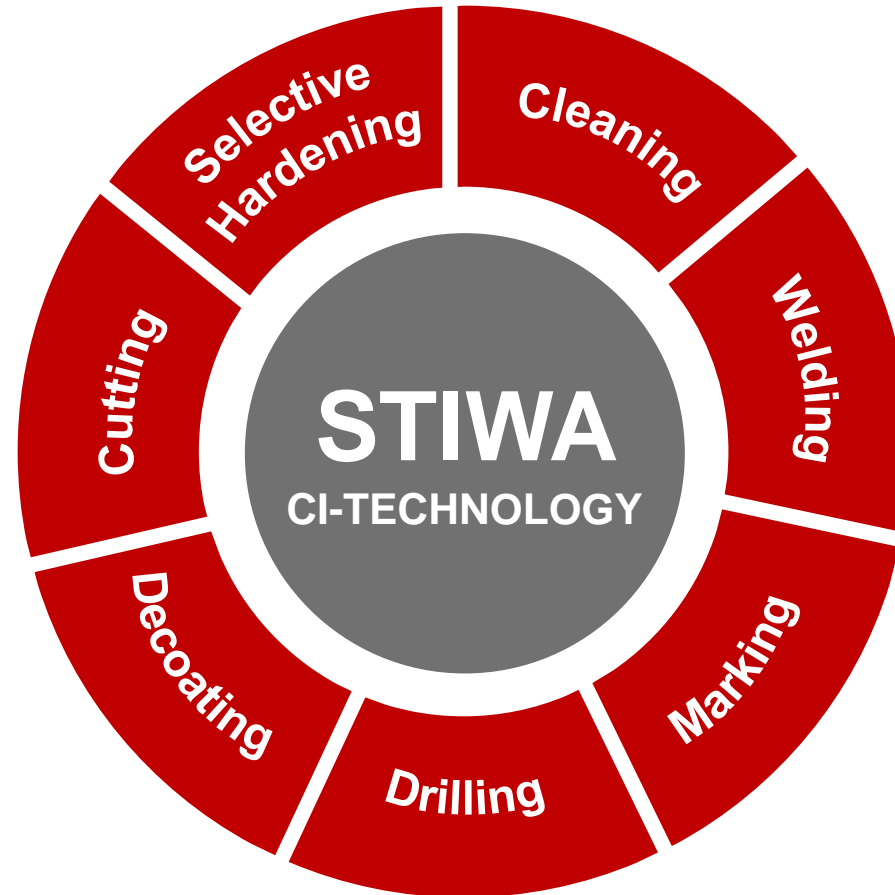 Selective
Hardening
Cleaning
Welding
Marking
Drilling
Decoating
Cutting
STIWA
CI-TECHNOLOGY